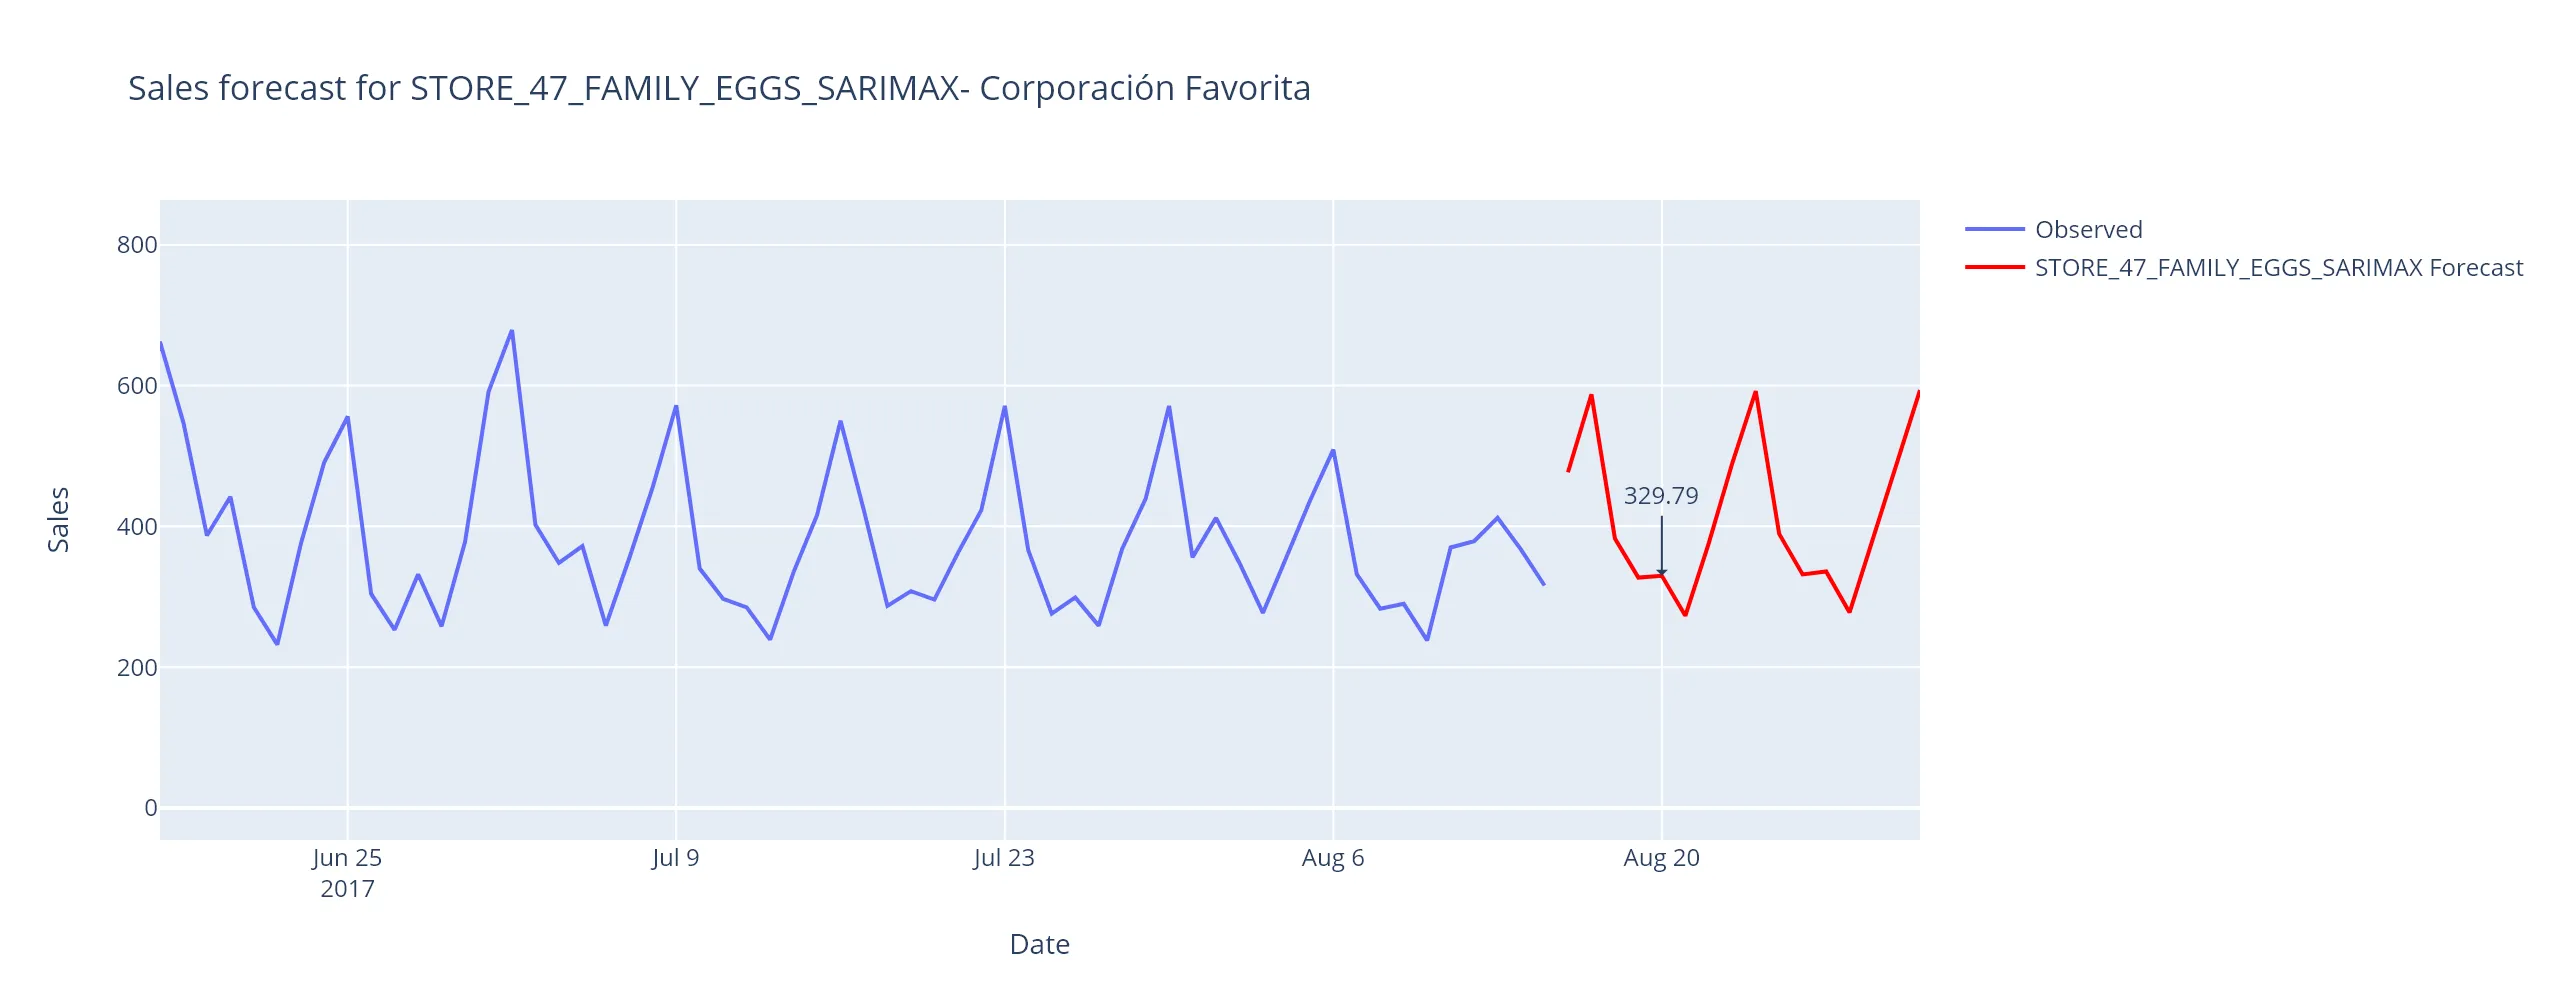 Sales forecast for STORE_47_FAMILY_EGGS_SARIMAX- Corporación Favorita
Observed
STORE_47_FAMILY_EGGS_SARIMAX Forecast
Sales
800
600
400
200
0
329.79
Jun 25
2017
Jul 9
Jul 23
Aug 6
Aug 20
Date